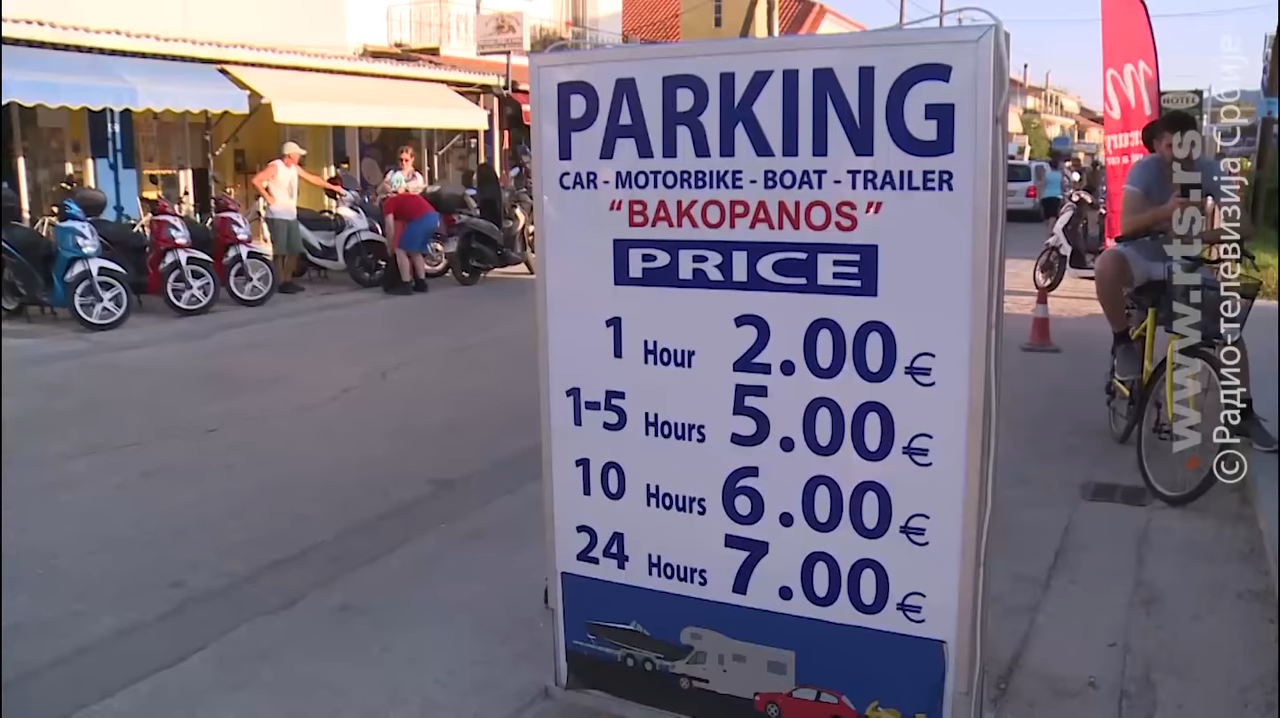 PARKING
CAR - MOTORBIKE - BOAT - TRAILER
“BAKOPANOS”
PRICE
1 Hour 2.00 €
1-5 Hours 5.00 €
10 Hours 6.00 €
24 Hours 7.00 €
HOTEL
www.rts.rs
© Радио-телевизија Србије